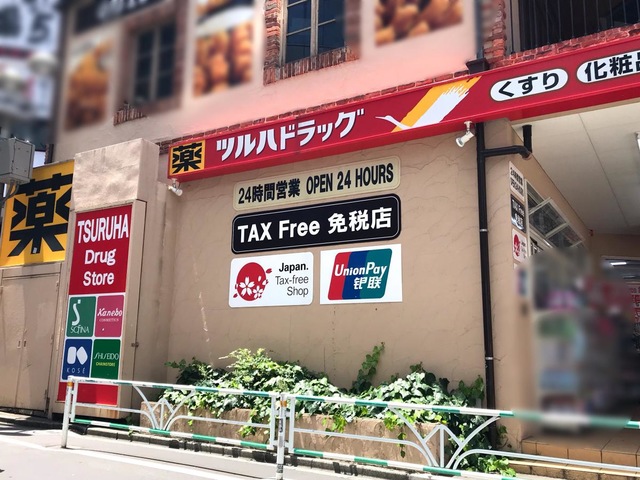 薬 ツルハドラッグ
くすり 化粧品
24時間営業 OPEN 24 HOURS
TAX Free 免税店
Japan.
Tax-free
Shop
UnionPay
银联
薬
TSURUHA
Drug
Store
SOFINA
Kanebo
KOSÉ
SHISEIDO